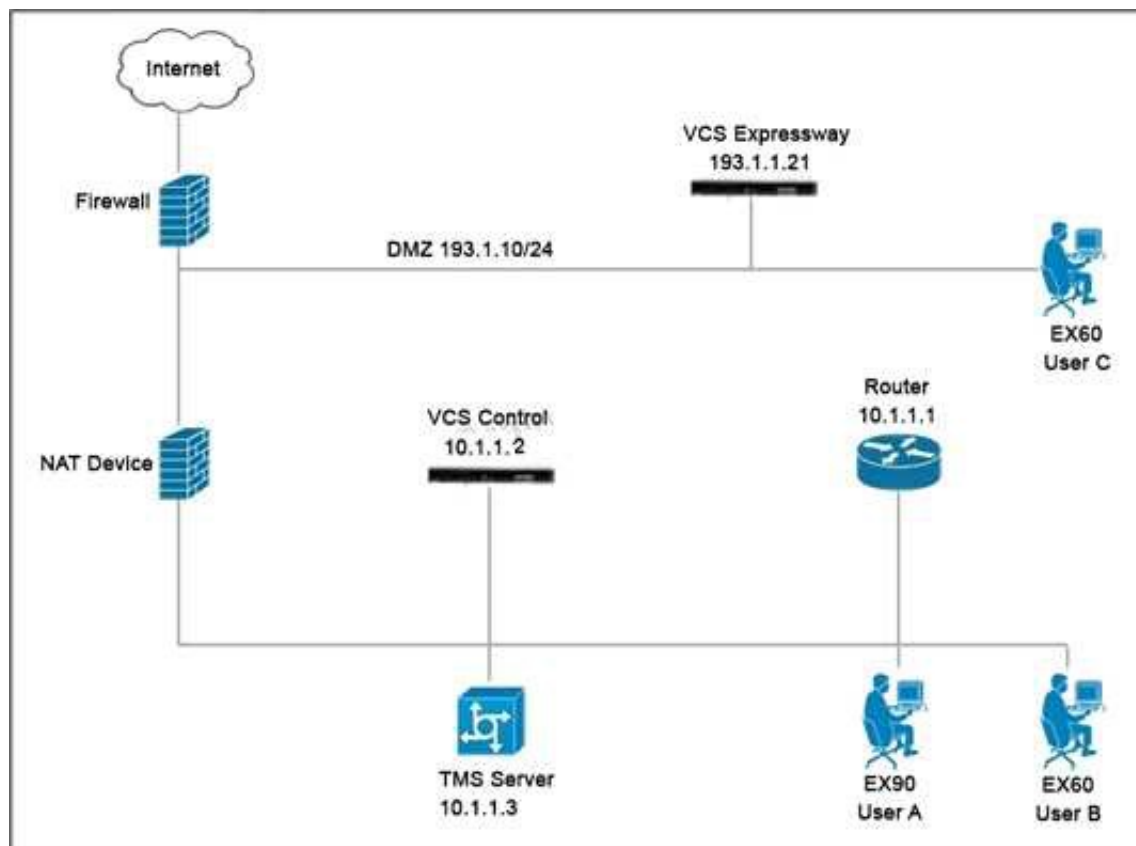 Internet
VCS Expressway
193.1.1.21
Firewall
DMZ 193.1.10/24
EX60
User C
Router
10.1.1.1
VCS Control
10.1.1.2
NAT Device
TMS Server
10.1.1.3
EX90
User A
EX60
User B